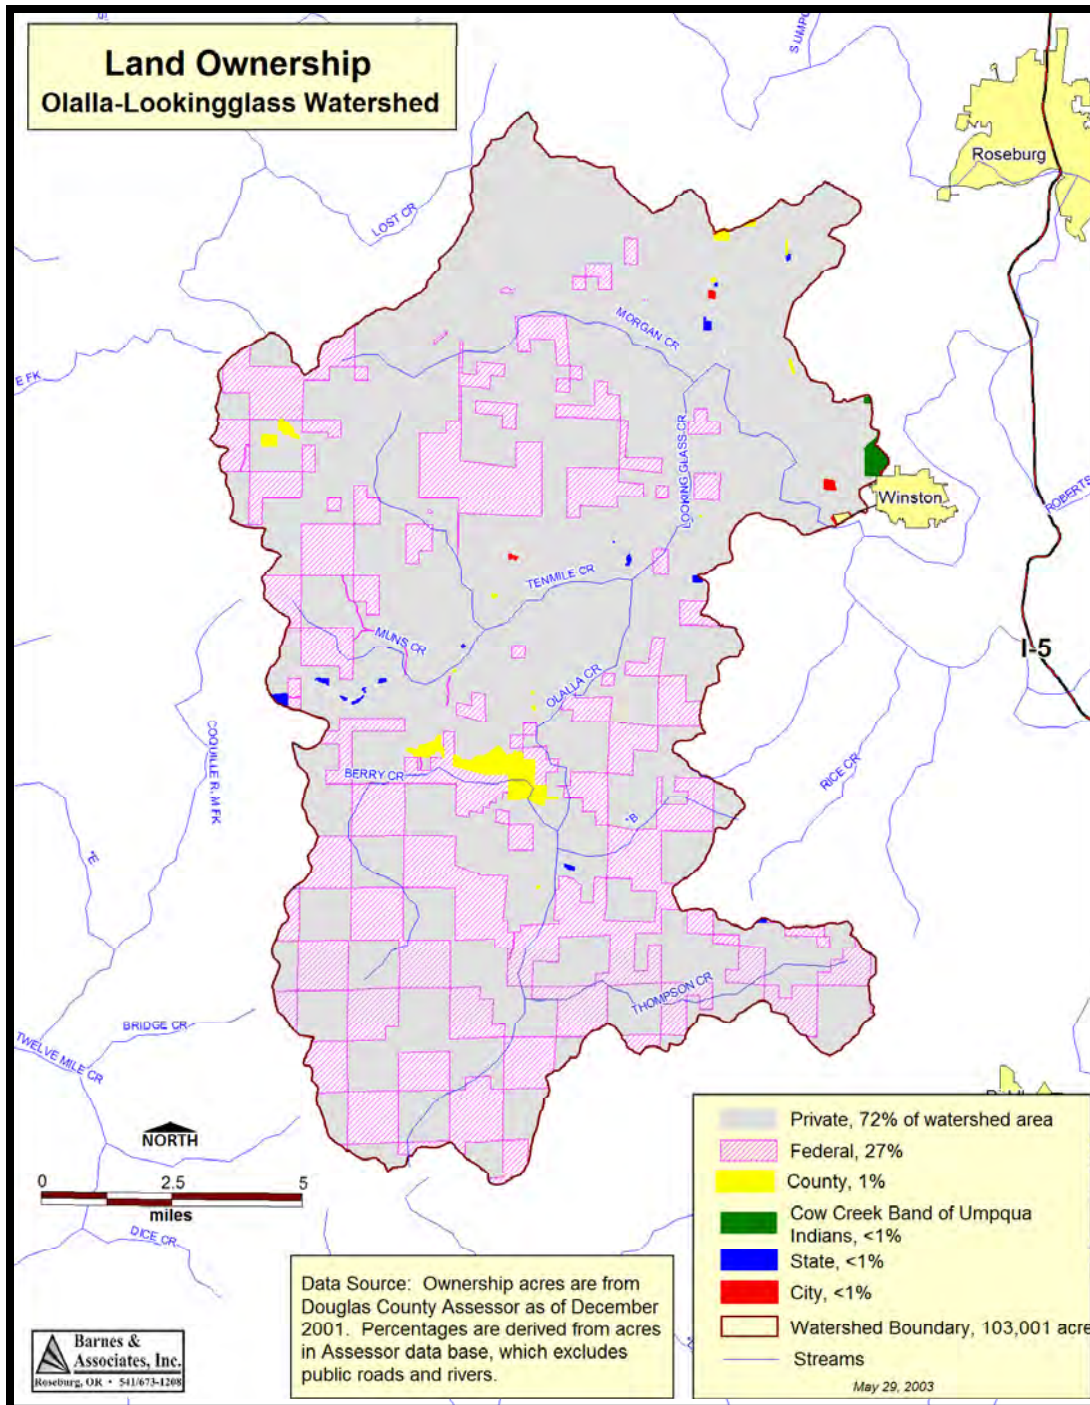 Land Ownership
Olalla-Lookingglass Watershed
Roseburg
LOST CR
MORGAN CR
E FK
LOOKING GLASS CR
Winston
ROBERTS
TENMILE CR
MUNS CR
I-5
OLALLA CR
COQUILLE R, M FK
BERRY CR
RICE CR
"B
"E
THOMPSON CR
BRIDGE CR
TWELVE MILE CR
NORTH
0 2.5 5
miles
DICE CR
Private, 72% of watershed area
Federal, 27%
County, 1%
Cow Creek Band of Umpqua
Indians, <1%
State, <1%
City, <1%
Watershed Boundary, 103,001 acre
Streams
May 29, 2003
Data Source: Ownership acres are from
Douglas County Assessor as of December
2001. Percentages are derived from acres
in Assessor data base, which excludes
public roads and rivers.
Barnes &
Associates, Inc.
Roseburg, OR • 541/673-1208